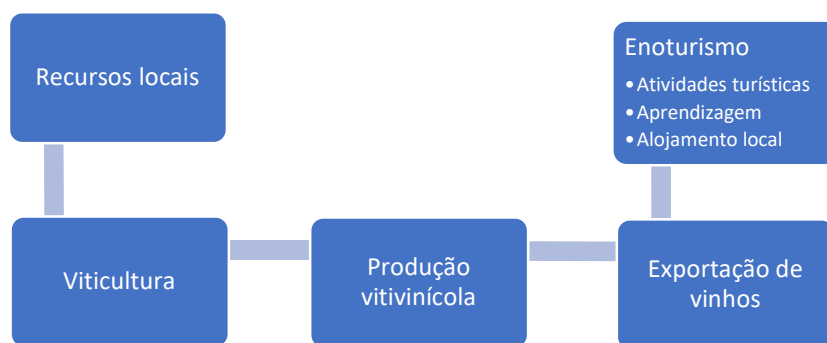 Recursos locais
Enoturismo
•Atividades turísticas
•Aprendizagem
•Alojamento local
Viticultura
Produção
vitivinícola
Exportação de
vinhos